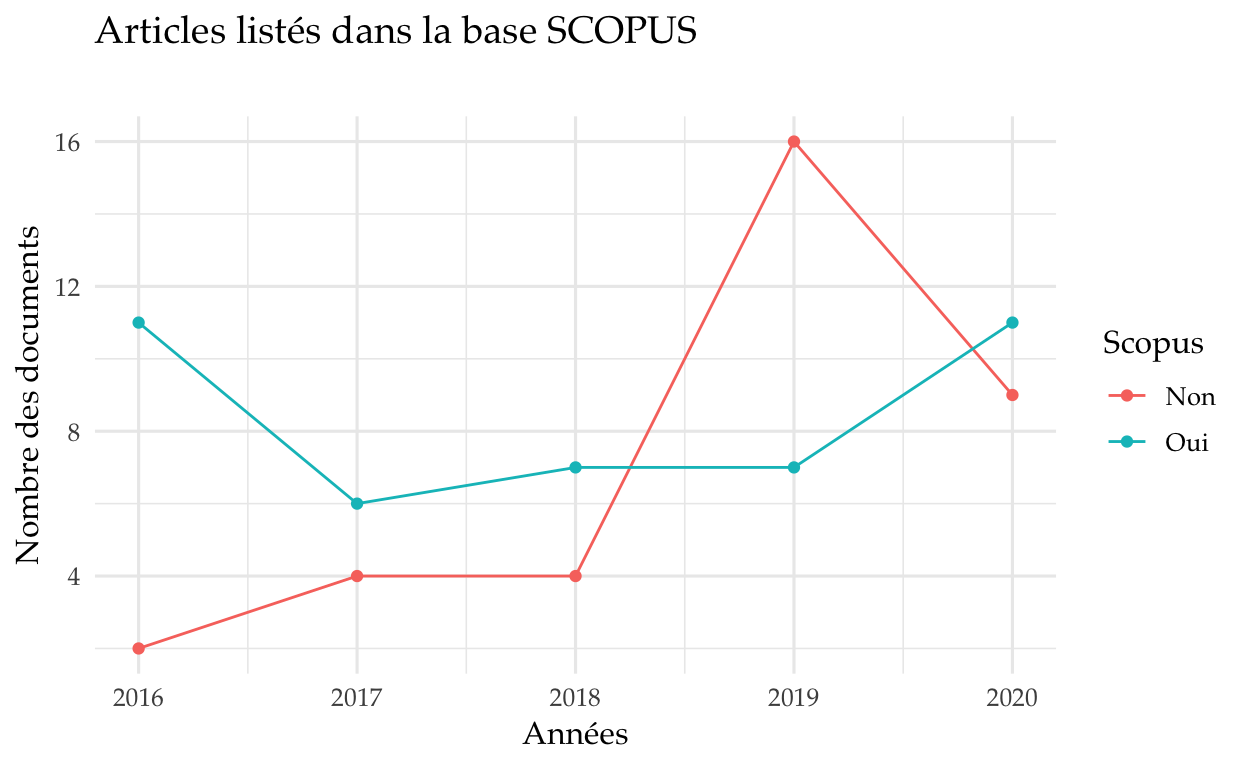 Articles listés dans la base SCOPUS
Nombre des documents
16
12
8
4
2016 2017 2018 2019 2020
Années
Scopus
Non
Oui